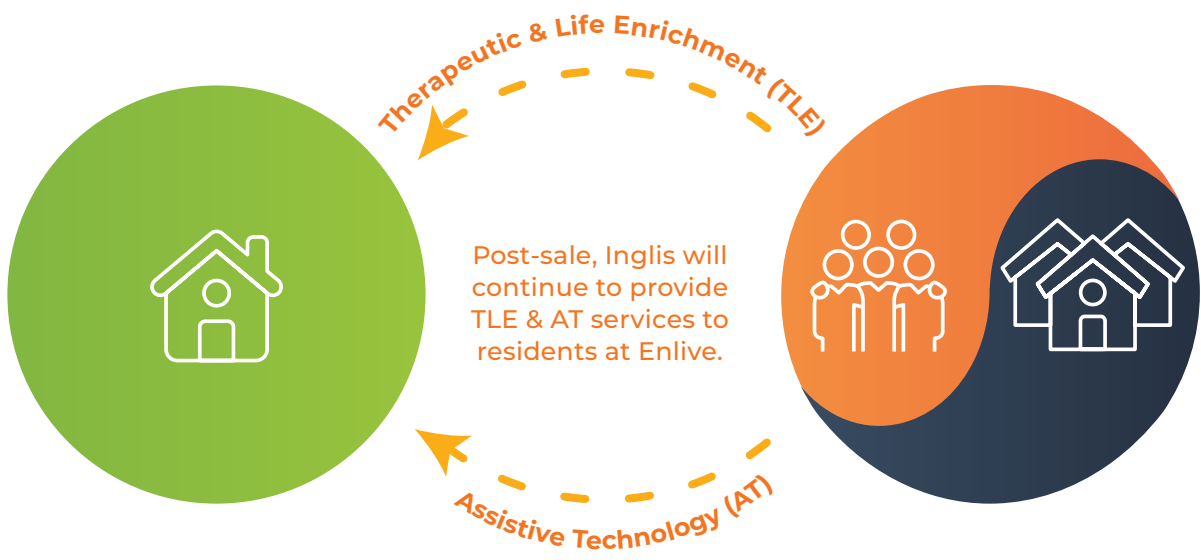 Therapeutic & Life Enrichment (TLE)
Post-sale, Inglis will
continue to provide
TLE & AT services to
residents at Enlive.
Assistive Technology (AT)